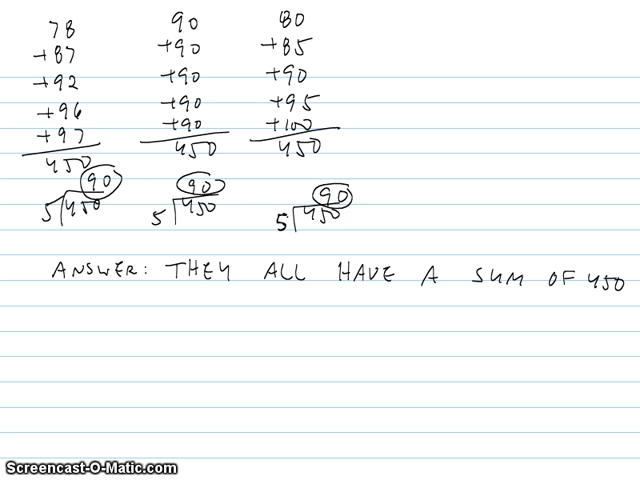 78 90 80
+87 +90 +85
+92 +90 +90
+96 +90 +95
+97 +90 +100
450 450 450
90 90 90
5 450 5 450 5 450
ANSWER: THEY ALL HAVE A SUM OF 450
Screencast-O-Matic.com